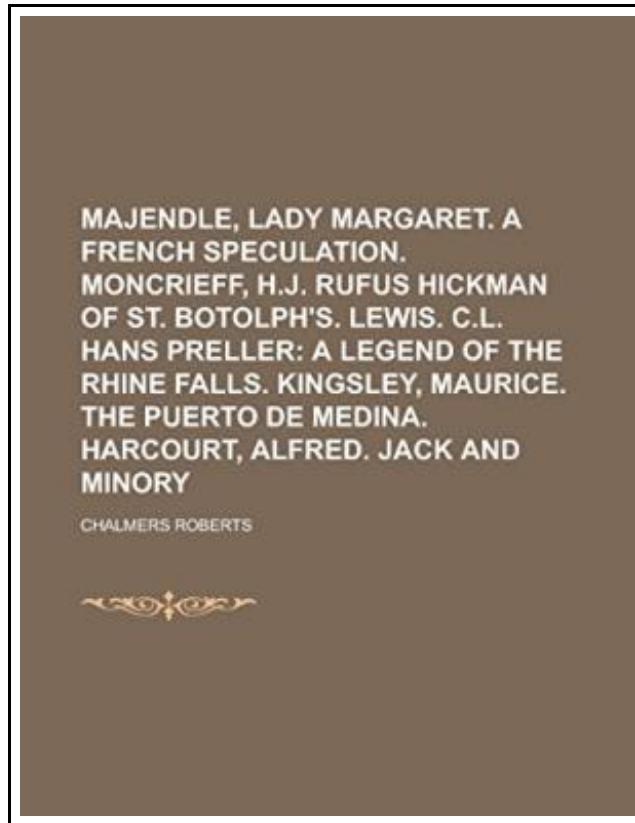 MAJENDLE, LADY MARGARET. A
FRENCH SPECULATION.
MONCRIEFF, H.J. RUFUS HICKMAN
OF ST. BOTOLPH'S. LEWIS. C.L.
HANS PRELLER: A LEGEND OF THE
RHINE FALLS. KINGSLEY, MAURICE.
THE PUERTO DE MEDINA.
HARCOURT, ALFRED. JACK AND
MINORY
CHALMERS ROBERTS